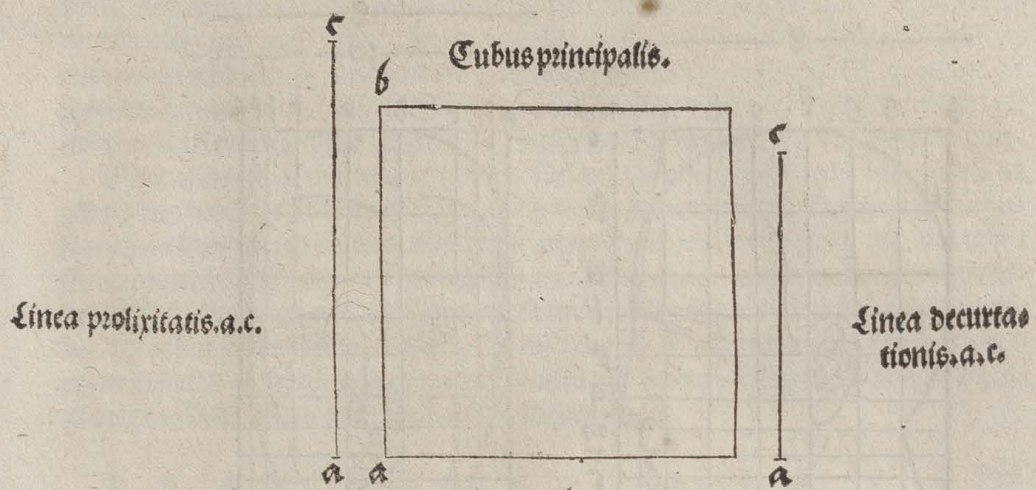 c
Cubus principalis.
b
c
Linea prolixitatis.a.c.
Linea decurta⸗
tionis.a.c.
a a
a